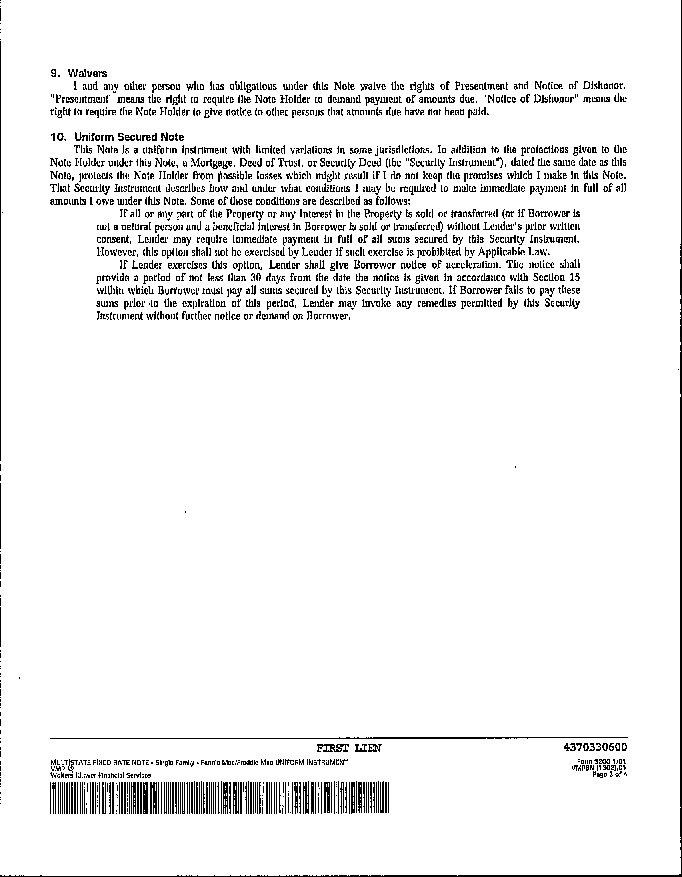 9. Waivers
I and any other person who has obligations under this Note waive the rights of Presentment and Notice of Dishonor.
"Presentment" means the right to require the Note Holder to demand payment of amounts due. "Notice of Dishonor" means the
right to require the Note Holder to give notice to other persons that amounts due have not been paid.
10. Uniform Secured Note
This Note is a uniform instrument with limited variations in some jurisdictions. In addition to the protections given to the
Note Holder under this Note, a Mortgage, Deed of Trust, or Security Deed (the "Security Instrument"), dated the same date as this
Note, protects the Note Holder from possible losses which might result if I do not keep the promises which I make in this Note.
That Security Instrument describes how and under what conditions I may be required to make immediate payment in full of all
amounts I owe under this Note. Some of those conditions are described as follows:
If all or any part of the Property or any Interest in the Property is sold or transferred (or if Borrower is
not a natural person and a beneficial interest in Borrower is sold or transferred) without Lender's prior written
consent, Lender may require immediate payment in full of all sums secured by this Security Instrument.
However, this option shall not be exercised by Lender if such exercise is prohibited by Applicable Law.
If Lender exercises this option, Lender shall give Borrower notice of acceleration. The notice shall
provide a period of not less than 30 days from the date the notice is given in accordance with Section 15
within which Borrower must pay all sums secured by this Security Instrument. If Borrower fails to pay these
sums prior to the expiration of this period, Lender may invoke any remedies permitted by this Security
Instrument without further notice or demand on Borrower.
FIRST LIEN
4370330600
MULTISTATE FIXED RATE NOTE - Single Family - Fannie Mae/Freddie Mac UNIFORM INSTRUMENT
Form 3200 1/01
VMP ®
VMP5N (1302).01
Wolters Kluwer Financial Services
Page 3 of 4